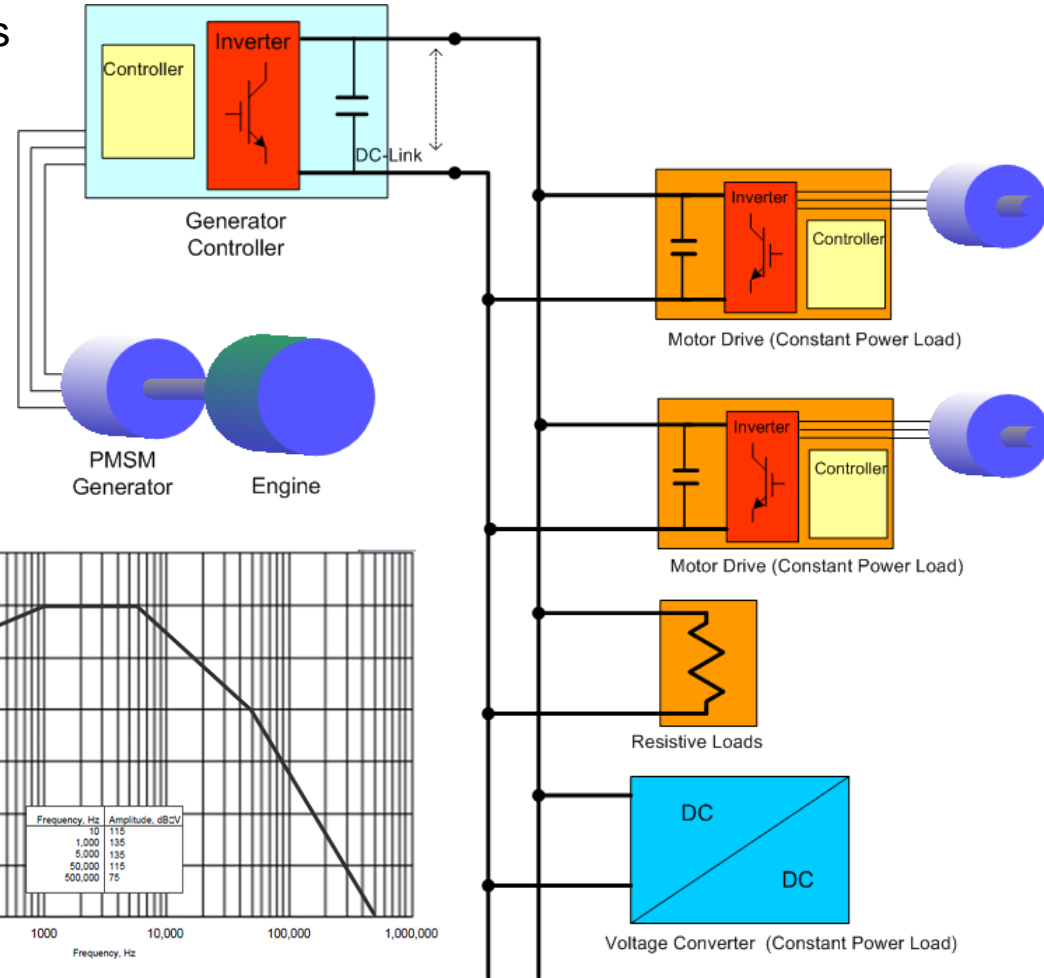 s
Controller
Inverter
DC-Link
Generator
Controller
PMSM
Generator
Engine
Inverter
Controller
Motor Drive (Constant Power Load)
Inverter
Controller
Motor Drive (Constant Power Load)
Resistive Loads
DC
DC
Voltage Converter (Constant Power Load)
Frequency, Hz Amplitude, dB□V
10 115
1,000 135
5,000 135
50,000 115
500,000 75
1000 10,000 100,000 1,000,000
Frequency, Hz